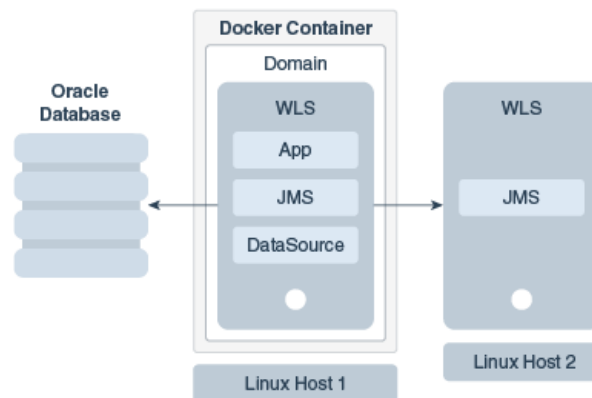 Oracle
Database
Docker Container
Domain
WLS
App
JMS
DataSource
Linux Host 1
WLS
JMS
Linux Host 2